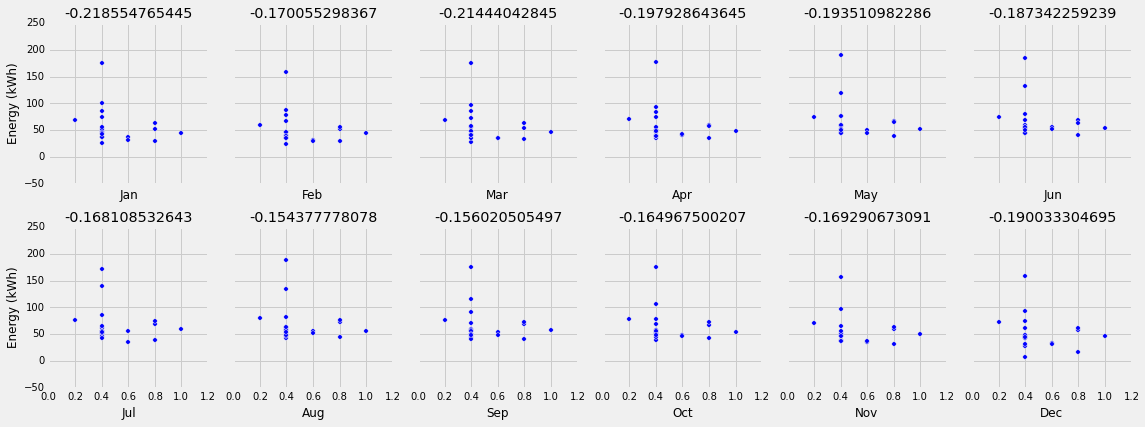 -0.218554765445 -0.170055298367 -0.21444042845 -0.197928643645 -0.193510982286 -0.187342259239
250
200
150
100
50
0
−50
Energy (kWh)
Jan Feb Mar Apr May Jun
-0.168108532643 -0.154377778078 -0.156020505497 -0.164967500207 -0.169290673091 -0.190033304695
250
200
150
100
50
0
−50
Energy (kWh)
0.0 0.2 0.4 0.6 0.8 1.0 1.2 0.0 0.2 0.4 0.6 0.8 1.0 1.2 0.0 0.2 0.4 0.6 0.8 1.0 1.2 0.0 0.2 0.4 0.6 0.8 1.0 1.2 0.0 0.2 0.4 0.6 0.8 1.0 1.2 0.0 0.2 0.4 0.6 0.8 1.0 1.2
Jul Aug Sep Oct Nov Dec